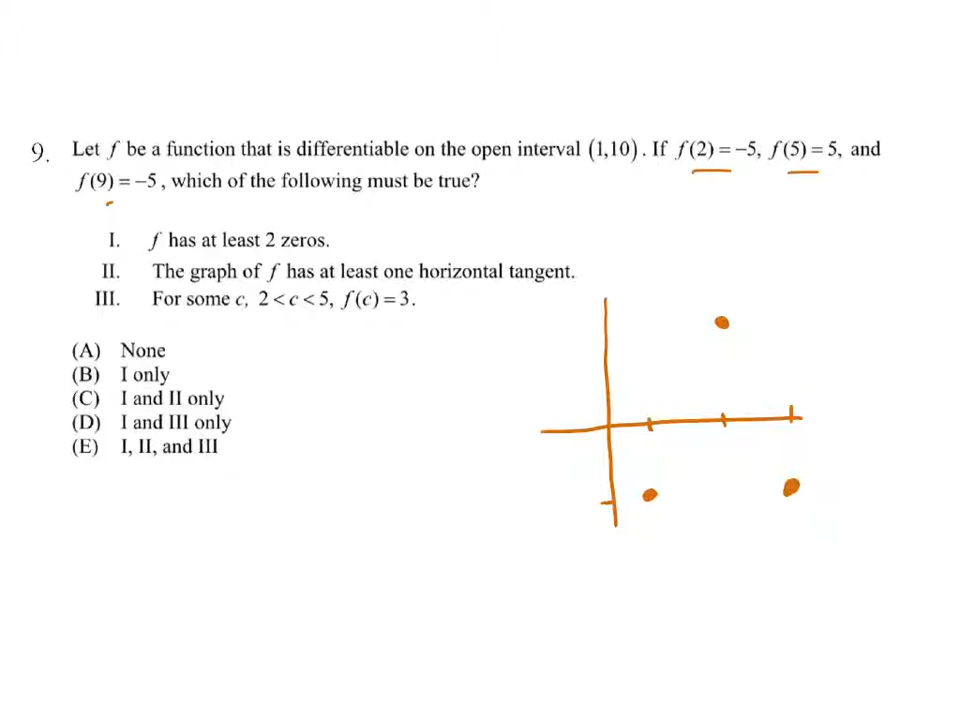 9. Let f be a function that is differentiable on the open interval (1,10). If f(2) = −5, f(5) = 5, and
f(9) = −5, which of the following must be true?
I. f has at least 2 zeros.
II. The graph of f has at least one horizontal tangent.
III. For some c, 2 < c < 5, f(c) = 3.
(A) None
(B) I only
(C) I and II only
(D) I and III only
(E) I, II, and III